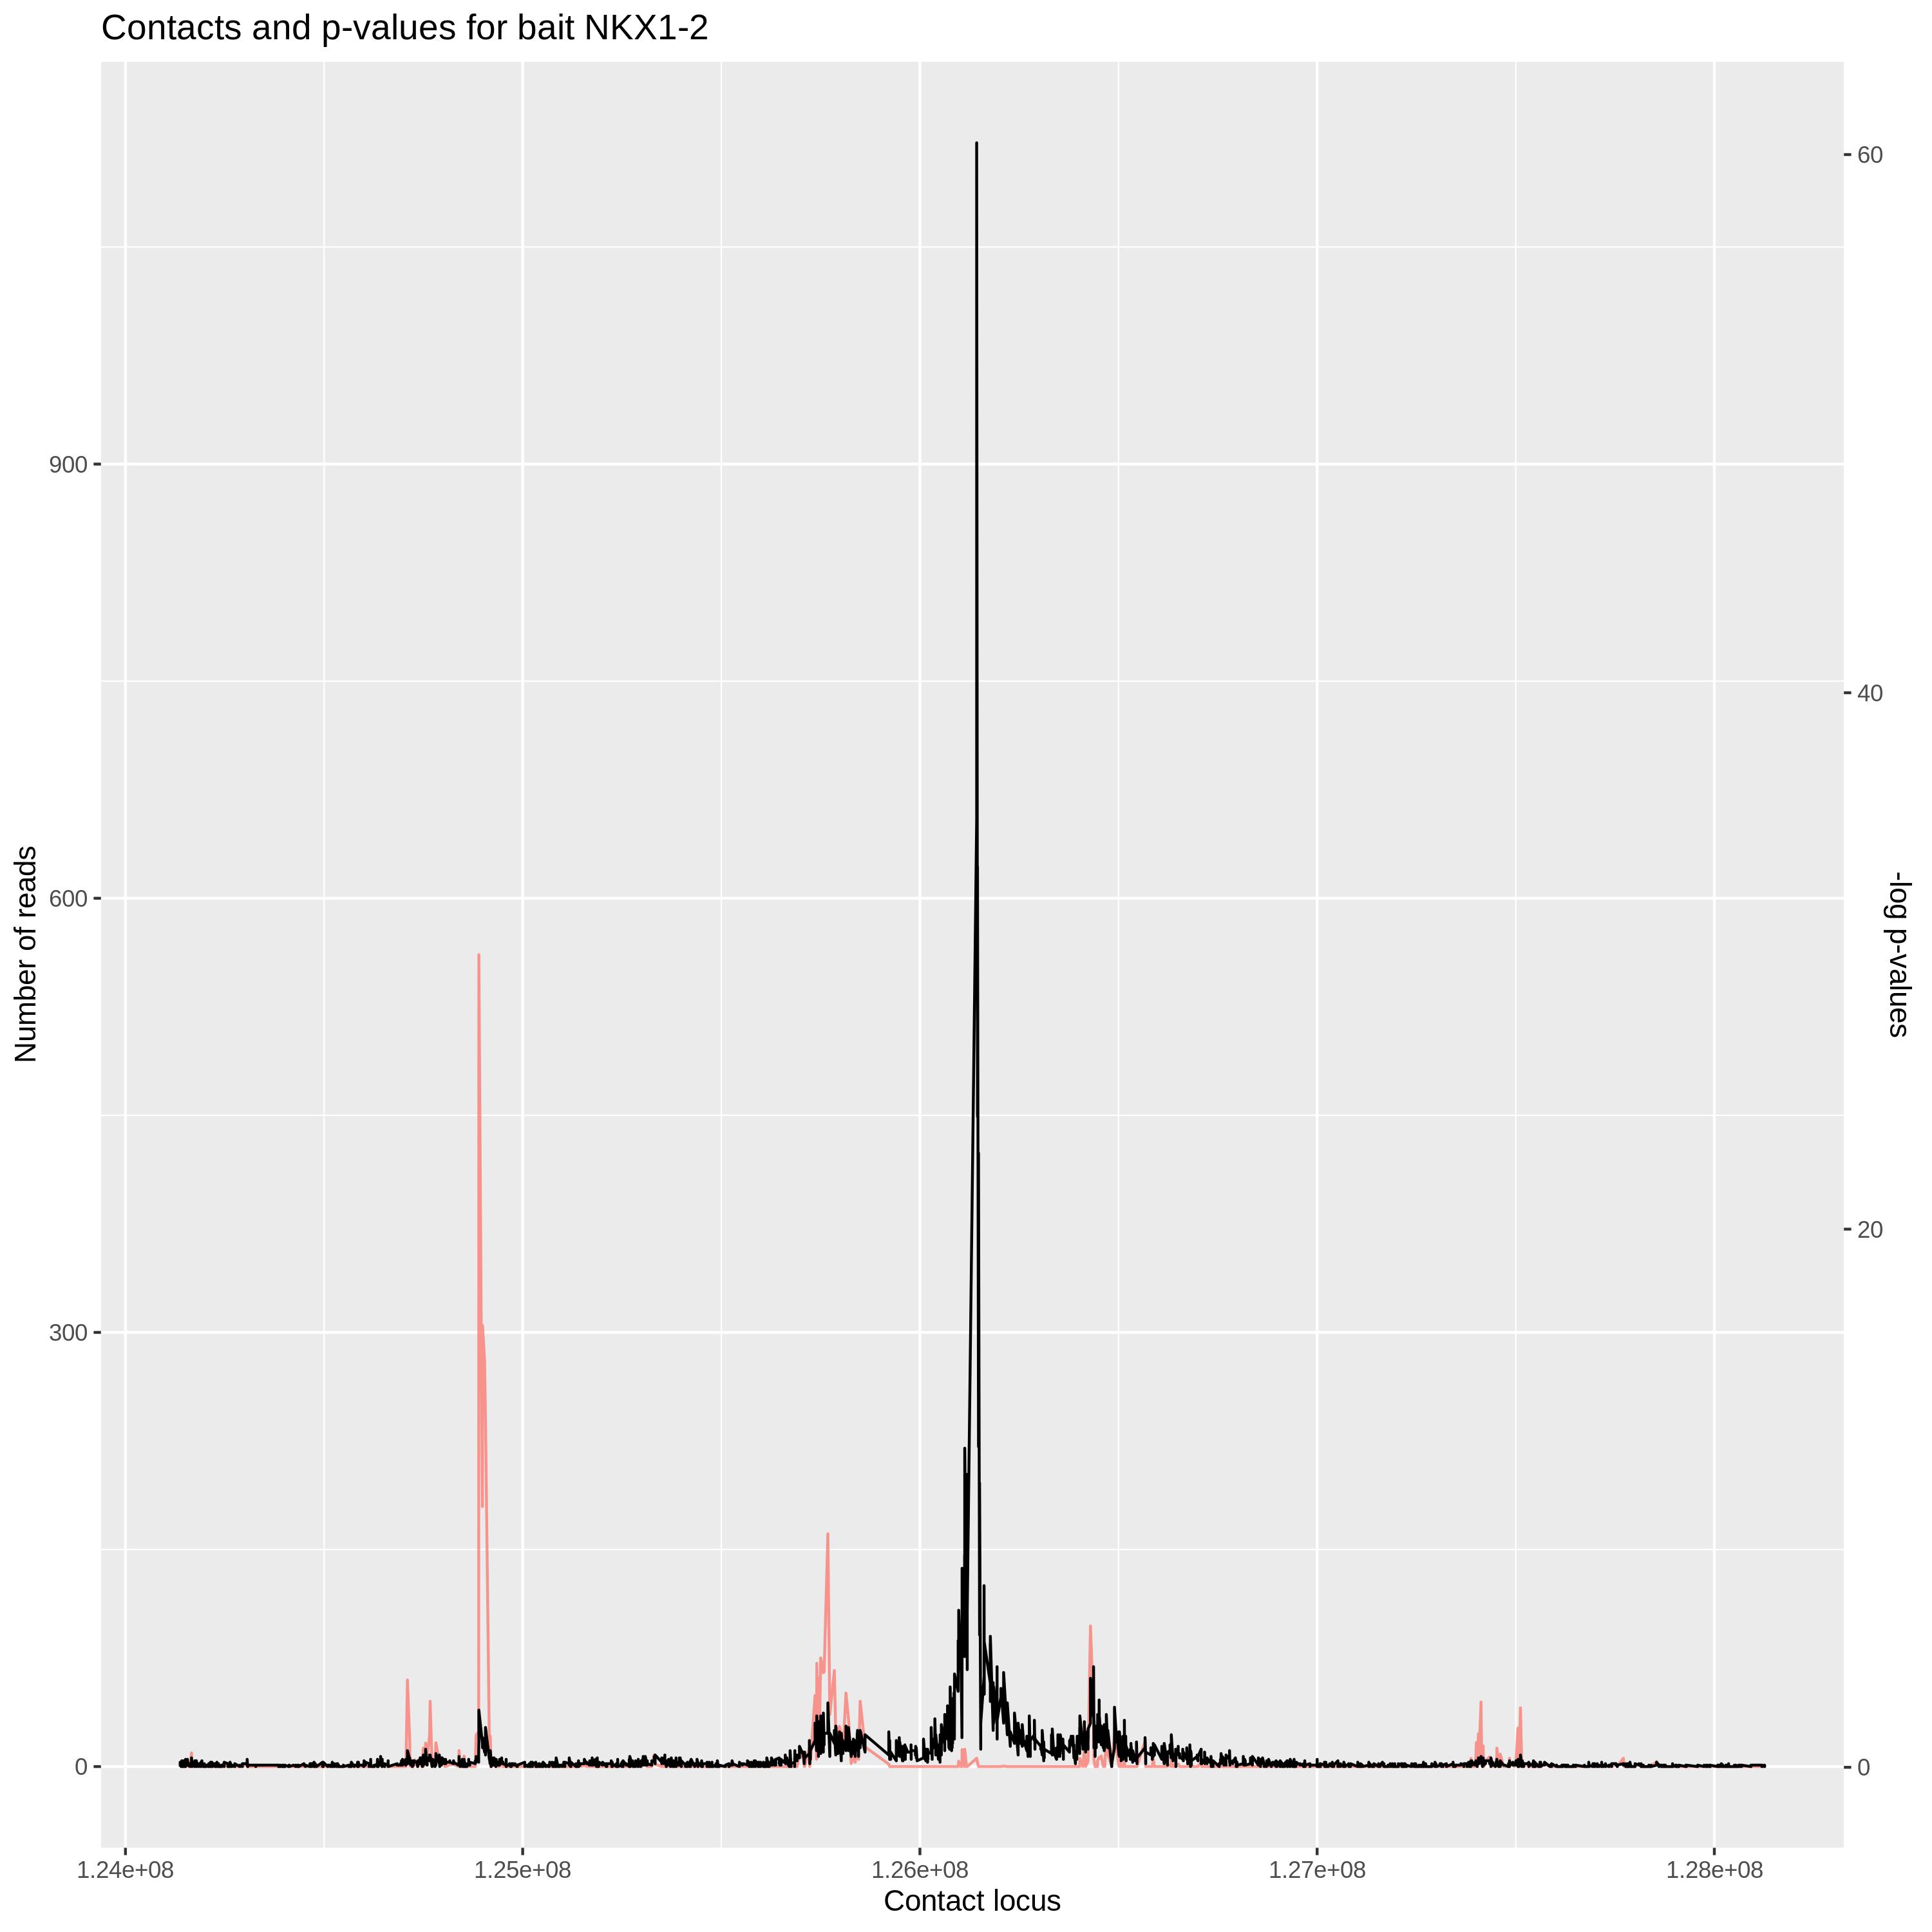 Contacts and p-values for bait NKX1-2
Number of reads
900
600
300
0
60
40
20
0
-log p-values
1.24e+08 1.25e+08 1.26e+08 1.27e+08 1.28e+08
Contact locus